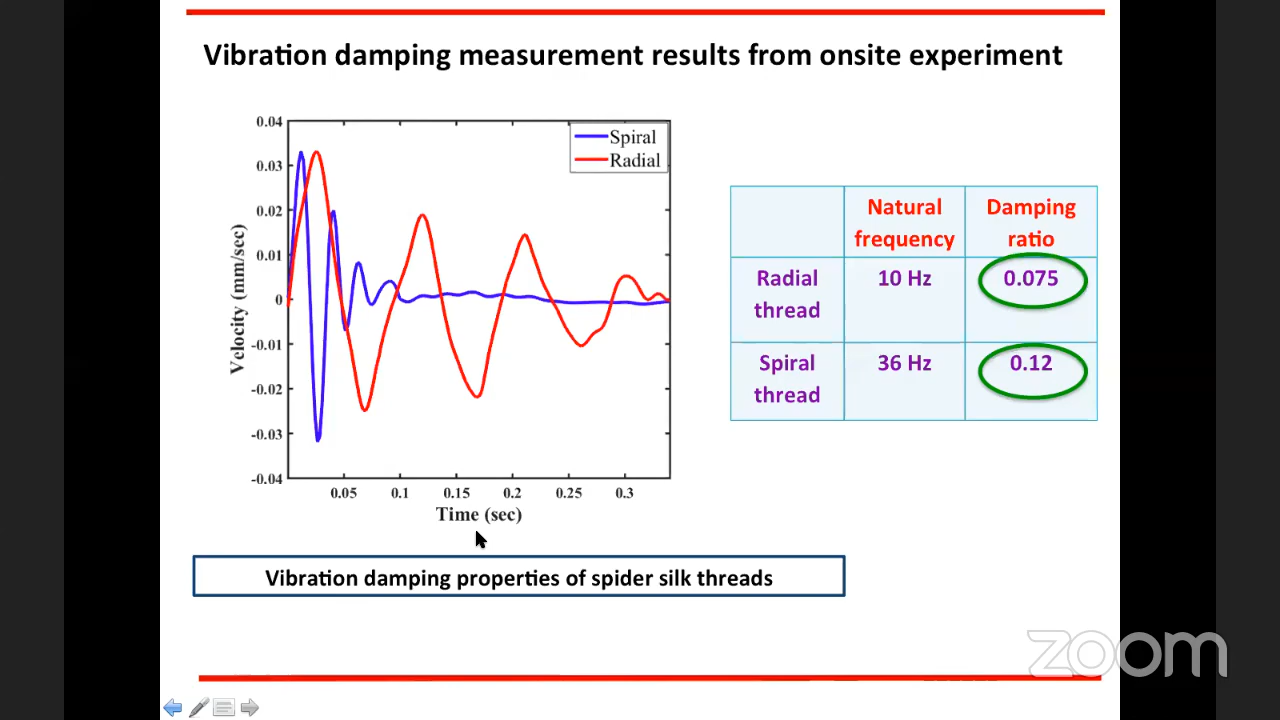 Vibration damping measurement results from onsite experiment
0.04
0.03
0.02
0.01
0
-0.01
-0.02
-0.03
-0.04
Velocity (mm/sec)
Spiral
Radial
0.05 0.1 0.15 0.2 0.25 0.3
Time (sec)
Natural frequency
Damping ratio
Radial thread
10 Hz
0.075
Spiral thread
36 Hz
0.12
Vibration damping properties of spider silk threads
zoom